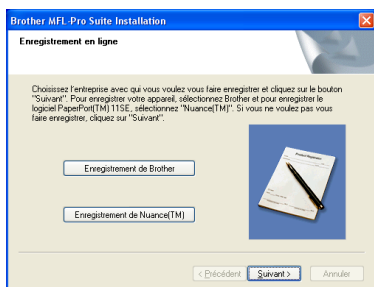 Brother MFL-Pro Suite Installation
Enregistrement en ligne
Choisissez l'entreprise avec qui vous voulez vous faire enregistrer et cliquez sur le bouton
"Suivant". Pour enregistrer votre appareil, sélectionnez Brother et pour enregistrer le
logiciel PaperPort(TM) 11SE, sélectionnez "Nuance(TM)". Si vous ne voulez pas vous
faire enregistrer, cliquez sur "Suivant".
Enregistrement de Brother
Product Registration
Enregistrement de Nuance(TM)
< Précédent
Suivant >
Annuler